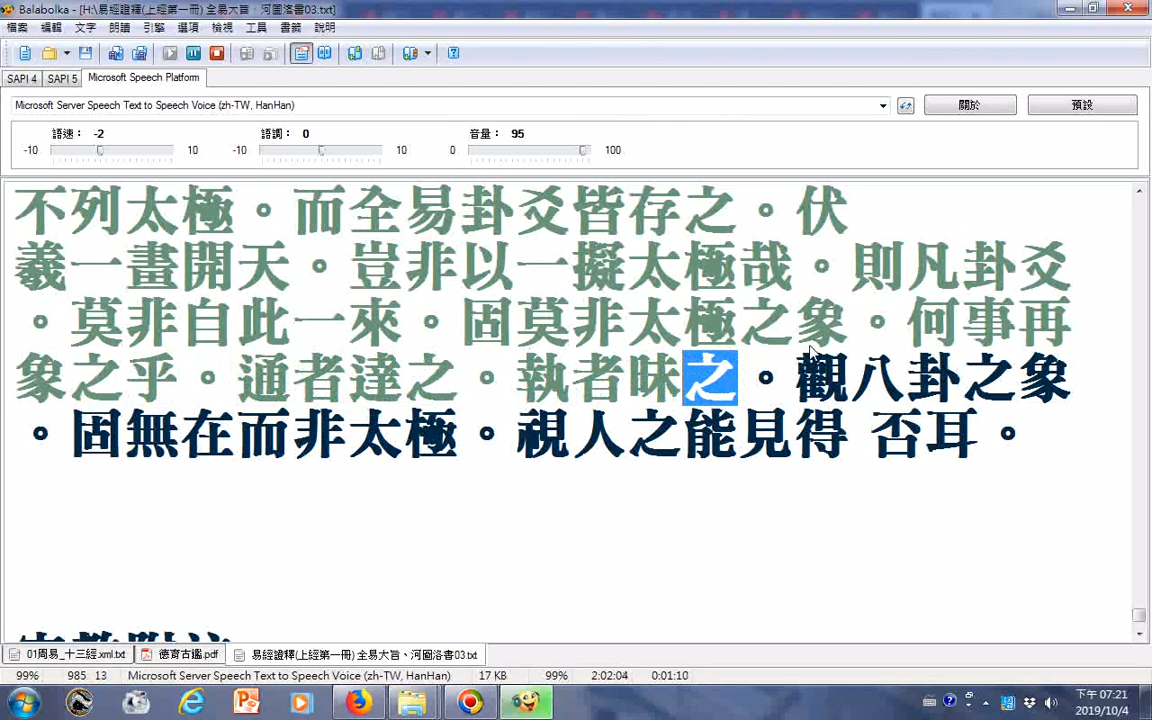 Balabolka - [H:\易經證釋(上經第一冊) 全易大旨、河圖洛書03.txt]
檔案 編輯 文字 朗讀 引擎 選項 檢視 工具 書籤 說明
SAPI 4 SAPI 5 Microsoft Speech Platform
Microsoft Server Speech Text to Speech Voice (zh-TW, HanHan) 關於 預設
語速： -2 語調： 0 音量： 95
-10 10 -10 10 0 100
不列太極。而全易卦爻皆存之。伏
羲一畫開天。豈非以一擬太極哉。則凡卦爻
。莫非自此一來。固莫非太極之象。何事再
象之乎。通者達之。執者昧之。觀八卦之象
。固無在而非太極。視人之能見得 否耳。
01周易_十三經.xml.txt 德育古鑑.pdf 易經證釋(上經第一冊) 全易大旨、河圖洛書03.txt
99% 985 13 Microsoft Server Speech Text to Speech Voice (zh-TW, HanHan) 17 KB 99% 2:02:04 0:01:10
下午 07:21
2019/10/4